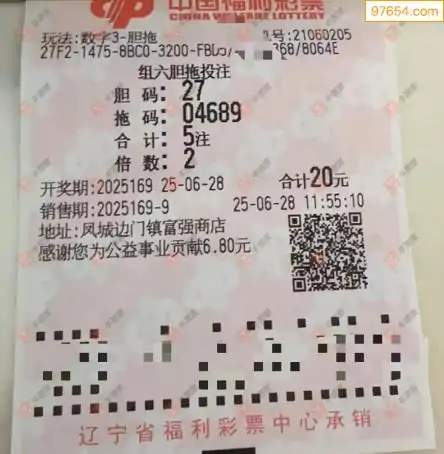 97654.com
中国福利彩票
CHINA WELFARE LOTTERY
玩法:数字3-胆拖
号:21060205
27F2-1475-8BC0-3200-FBD5/
368/8064E
组六胆拖投注
胆 码: 27
拖 码: 04689
合 计: 5注
倍 数: 2
开奖期:2025169 25-06-28 合计20元
销售期:2025169-9 25-06-28 11:55:10
地址:凤城边门镇富强商店
感谢您为公益事业贡献6.80元
辽宁省福利彩票中心承销